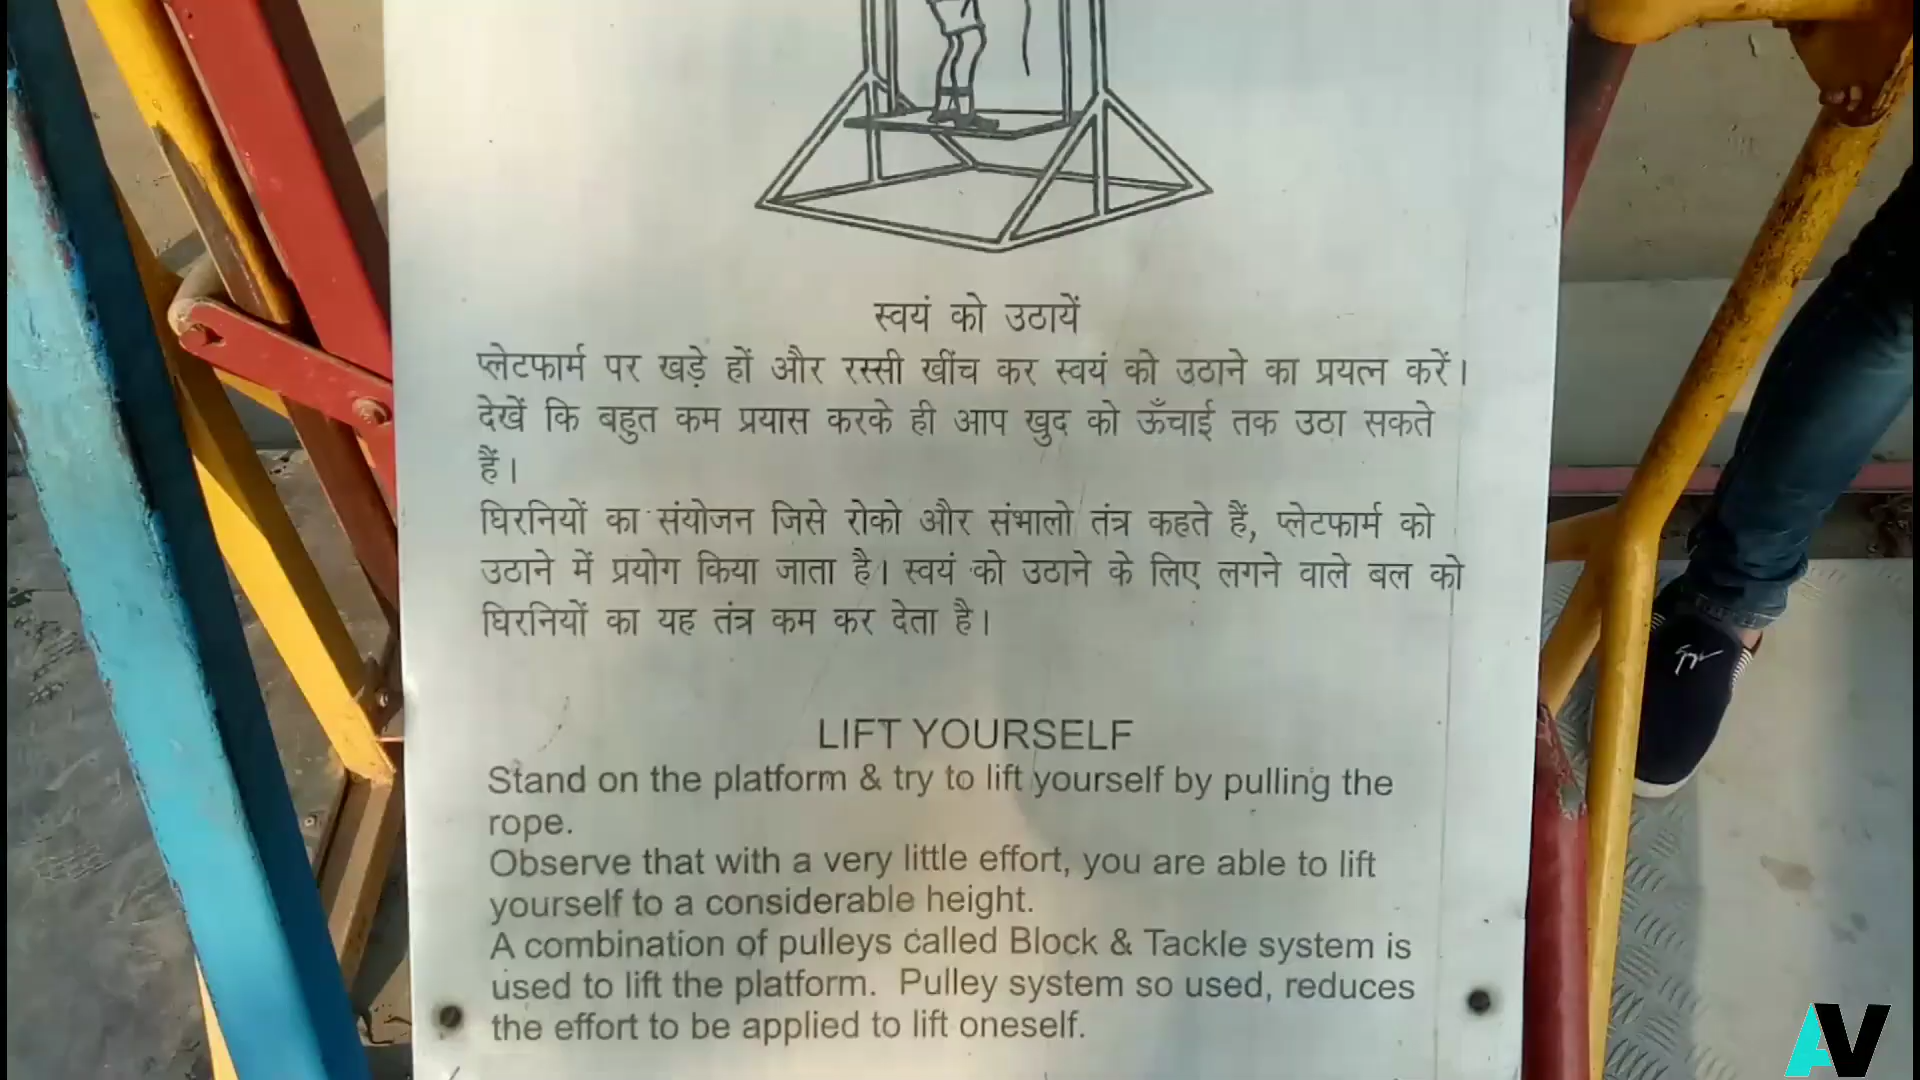 स्वयं को उठायें
प्लेटफार्म पर खड़े हों और रस्सी खींच कर स्वयं को उठाने का प्रयत्न करें।
देखें कि बहुत कम प्रयास करके ही आप खुद को ऊँचाई तक उठा सकते
हैं।
घिरनियों का संयोजन जिसे रोको और संभालो तंत्र कहते हैं, प्लेटफार्म को
उठाने में प्रयोग किया जाता है। स्वयं को उठाने के लिए लगने वाले बल को
घिरनियों का यह तंत्र कम कर देता है।
LIFT YOURSELF
Stand on the platform & try to lift yourself by pulling the
rope.
Observe that with a very little effort, you are able to lift
yourself to a considerable height.
A combination of pulleys called Block & Tackle system is
used to lift the platform. Pulley system so used, reduces
the effort to be applied to lift oneself.
AV